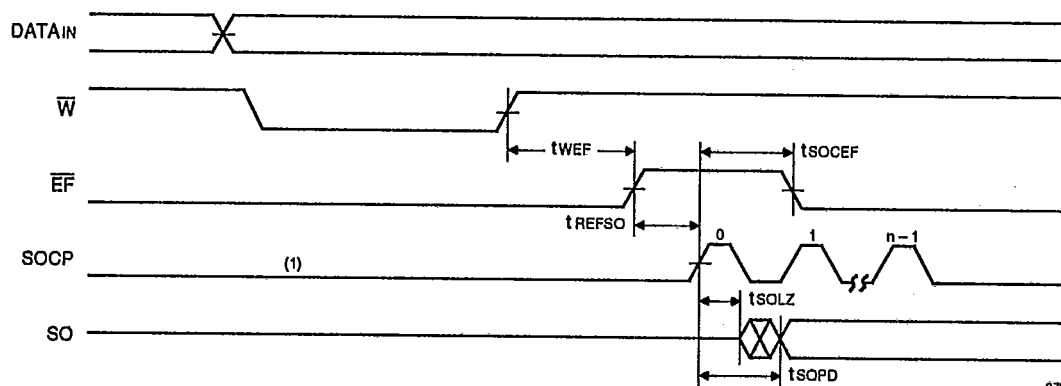 DATAIN
W
tWEF
tSOCEF
EF
tREFSO
0
1
n-1
SOCP
(1)
tSOLZ
SO
tSOPD